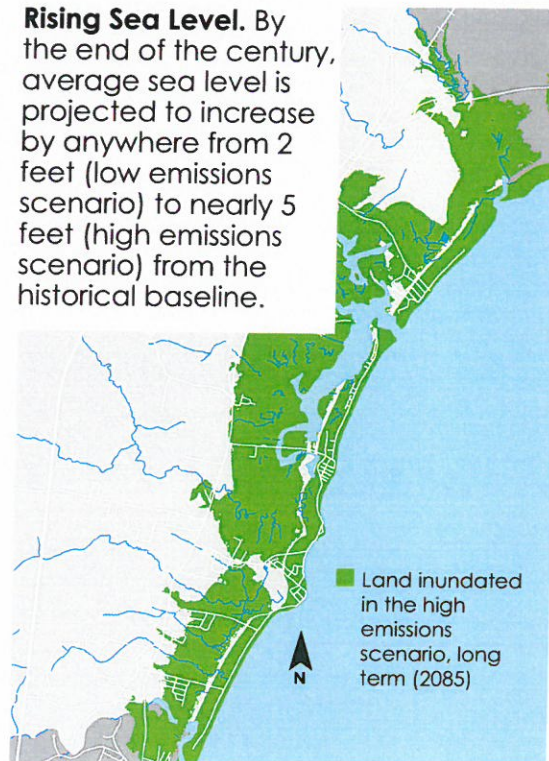 Rising Sea Level. By
the end of the century,
average sea level is
projected to increase
by anywhere from 2
feet (low emissions
scenario) to nearly 5
feet (high emissions
scenario) from the
historical baseline.
Land inundated
in the high
emissions
scenario, long
term (2085)
N